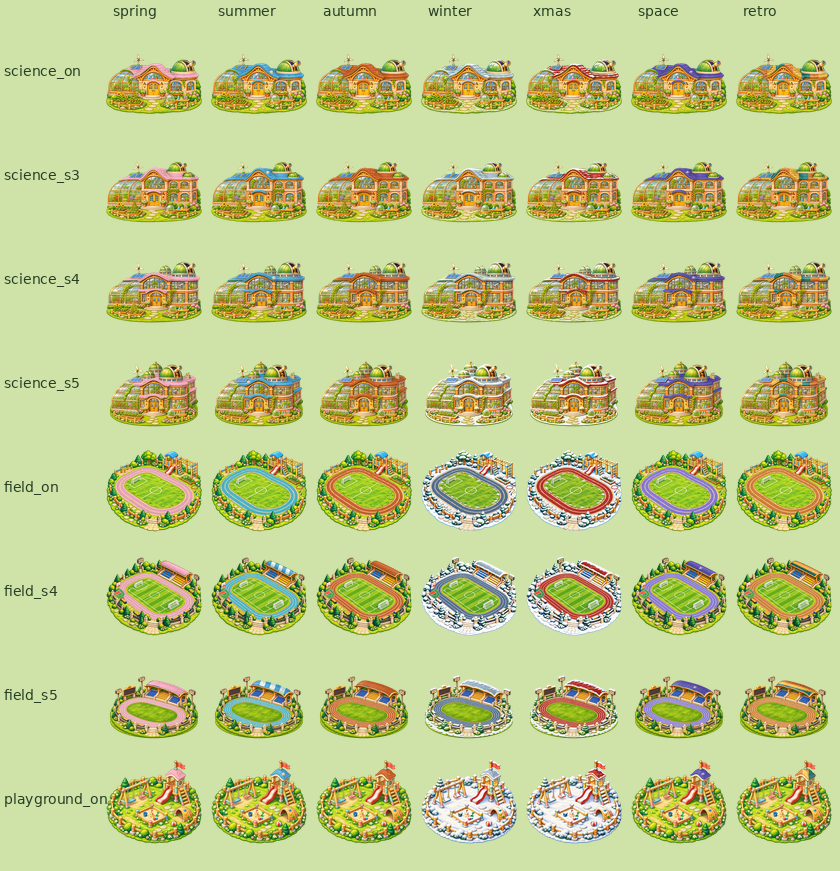 spring summer autumn winter xmas space retro
science_on
science_s3
science_s4
science_s5
field_on
field_s4
field_s5
playground_on